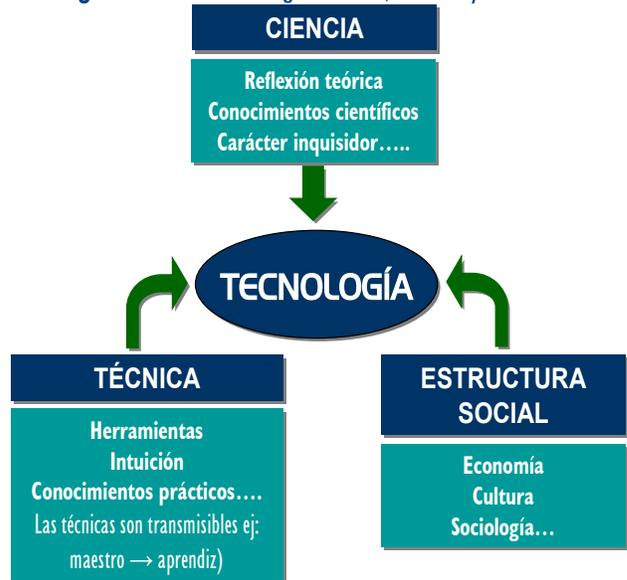 CIENCIA
Reflexión teórica
Conocimientos científicos
Carácter inquisidor…..
TECNOLOGÍA
TÉCNICA
Herramientas
Intuición
Conocimientos prácticos….
Las técnicas son transmisibles ej:
maestro → aprendiz)
ESTRUCTURA
SOCIAL
Economía
Cultura
Sociología…